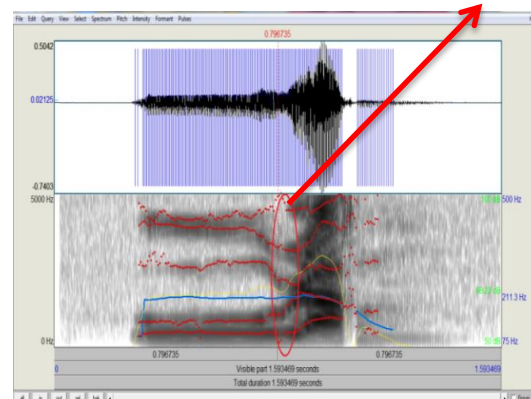 File Edit Query View Select Spectrum Pitch Intensity Formant Pulses
0.796735
0.5042
0.02125
-0.7403
5000 Hz
500 Hz
211.3 Hz
0 Hz
50 dB
75 Hz
0.796735
0.796735
0
Visible part 1.593469 seconds
1.593469
Total duration 1.593469 seconds